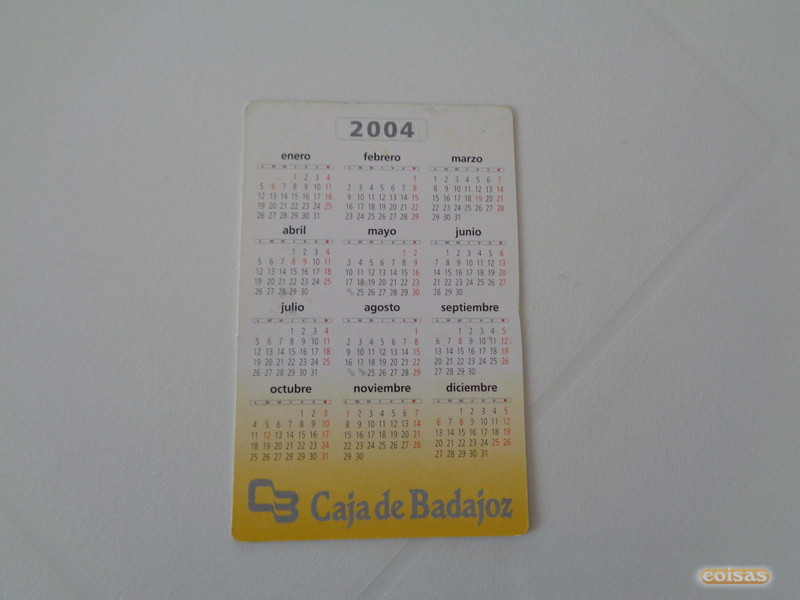 2004
enero febrero marzo
L M M J V S D L M M J V S D L M M J V S D
1 2 3 4 1 1 2 3 4 5 6 7
5 6 7 8 9 10 11 2 3 4 5 6 7 8 8 9 10 11 12 13 14
12 13 14 15 16 17 18 9 10 11 12 13 14 15 15 16 17 18 19 20 21
19 20 21 22 23 24 25 16 17 18 19 20 21 22 22 23 24 25 26 27 28
26 27 28 29 30 31 23 24 25 26 27 28 29 29 30 31
abril mayo junio
L M M J V S D L M M J V S D L M M J V S D
1 2 3 4 1 2 1 2 3 4 5 6
5 6 7 8 9 10 11 3 4 5 6 7 8 9 7 8 9 10 11 12 13
12 13 14 15 16 17 18 10 11 12 13 14 15 16 14 15 16 17 18 19 20
19 20 21 22 23 24 25 17 18 19 20 21 22 23 21 22 23 24 25 26 27
26 27 28 29 30 25 26 27 28 29 30 28 29 30
julio agosto septiembre
L M M J V S D L M M J V S D L M M J V S D
1 2 3 4 1 1 2 3 4 5
5 6 7 8 9 10 11 2 3 4 5 6 7 8 6 7 8 9 10 11 12
12 13 14 15 16 17 18 9 10 11 12 13 14 15 13 14 15 16 17 18 19
19 20 21 22 23 24 25 16 17 18 19 20 21 22 20 21 22 23 24 25 26
26 27 28 29 30 31 25 26 27 28 29 27 28 29 30
octubre noviembre diciembre
L M M J V S D L M M J V S D L M M J V S D
1 2 3 1 2 3 4 5 6 7 1 2 3 4 5
4 5 6 7 8 9 10 8 9 10 11 12 13 14 6 7 8 9 10 11 12
11 12 13 14 15 16 17 15 16 17 18 19 20 21 13 14 15 16 17 18 19
18 19 20 21 22 23 24 22 23 24 25 26 27 28 20 21 22 23 24 25 26
25 26 27 28 29 30 31 29 30 27 28 29 30 31
CB Caja de Badajoz
coisas